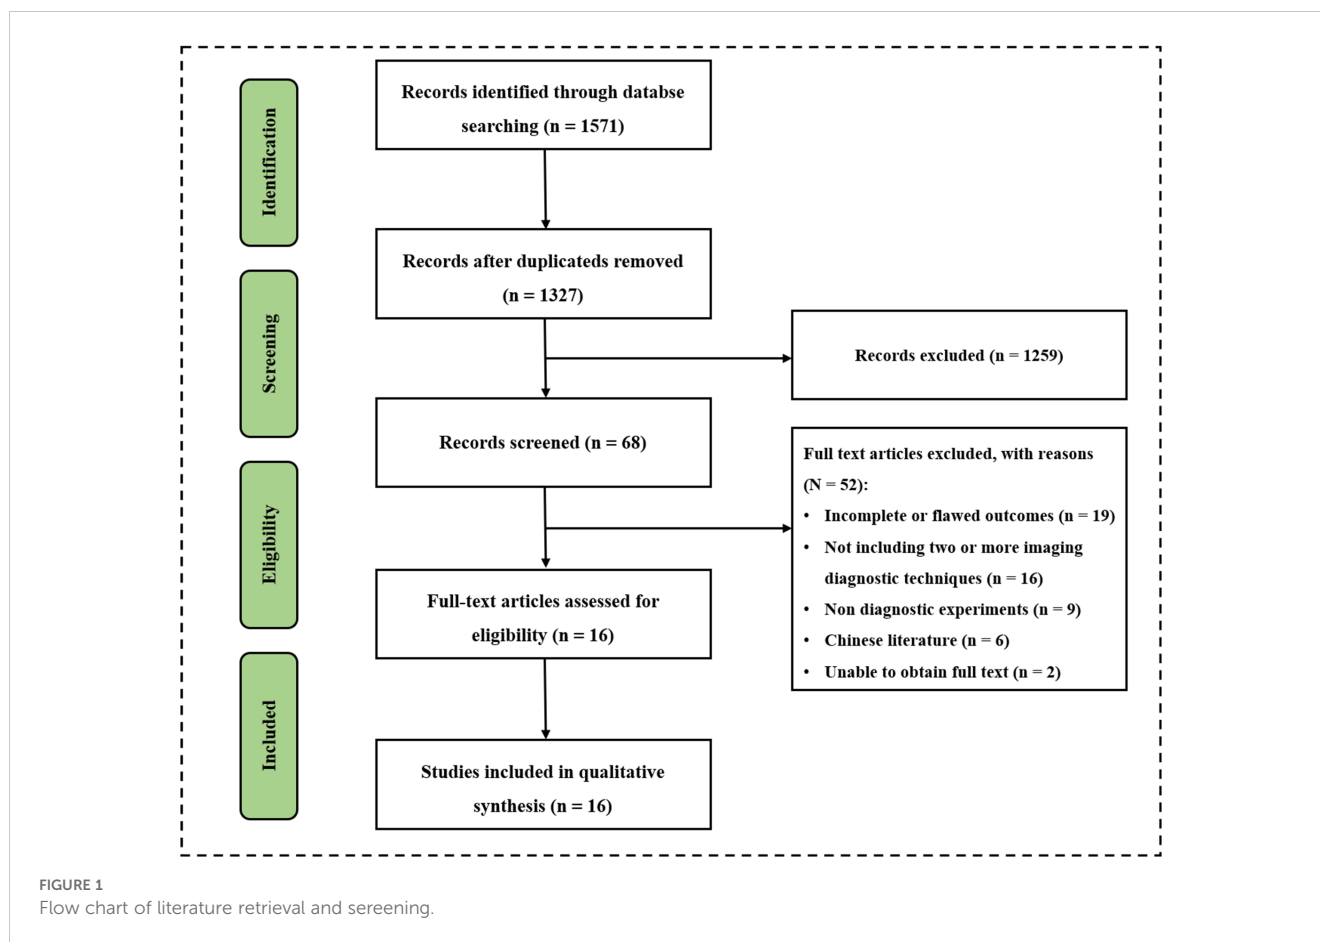 Identification
Records identified through databse
searching (n = 1571)
Records after duplicateds removed
(n = 1327)
Screening
Records excluded (n = 1259)
Records screened (n = 68)
Full text articles excluded, with reasons
(N = 52):
• Incomplete or flawed outcomes (n = 19)
• Not including two or more imaging
diagnostic techniques (n = 16)
• Non diagnostic experiments (n = 9)
• Chinese literature (n = 6)
• Unable to obtain full text (n = 2)
Eligibility
Full-text articles assessed for
eligibility (n = 16)
Included
Studies included in qualitative
synthesis (n = 16)
FIGURE 1
Flow chart of literature retrieval and sereening.